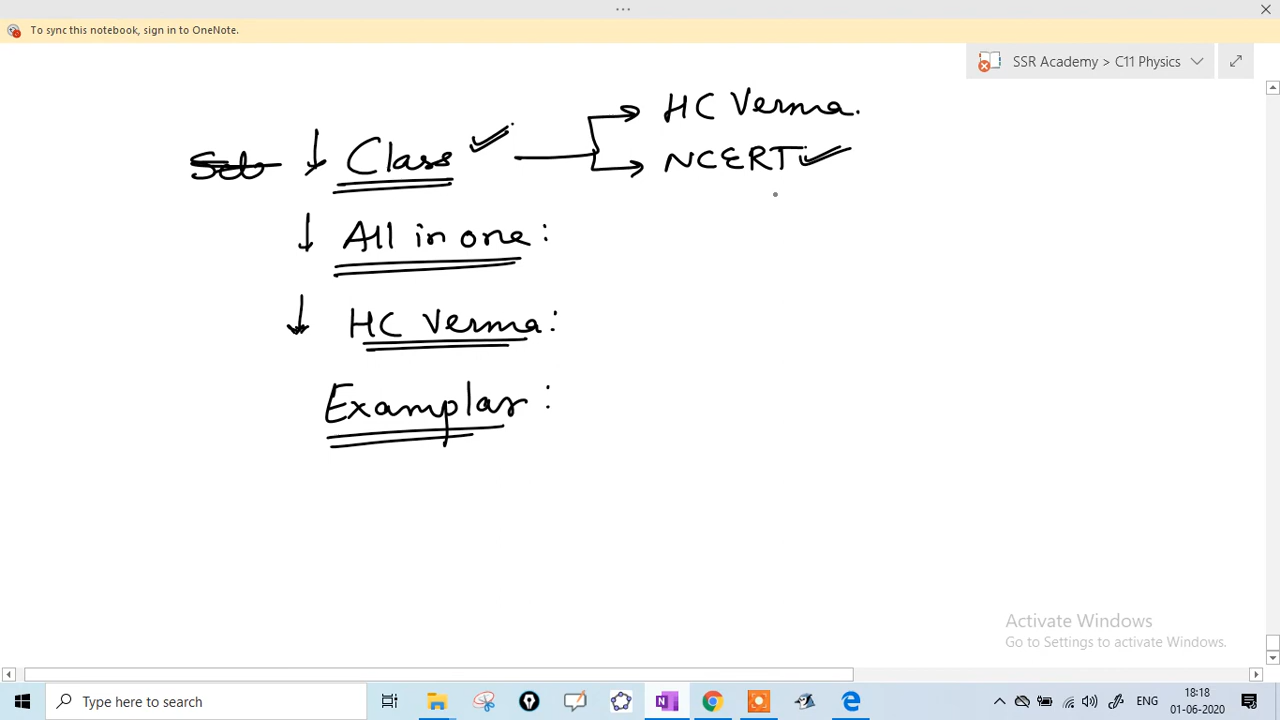 To sync this notebook, sign in to OneNote.
SSR Academy > C11 Physics
HC Verma.
Class
NCERT
All in one:
HC Verma:
Examplar:
Activate Windows
Go to Settings to activate Windows.
Type here to search
ENG
18:18
01-06-2020